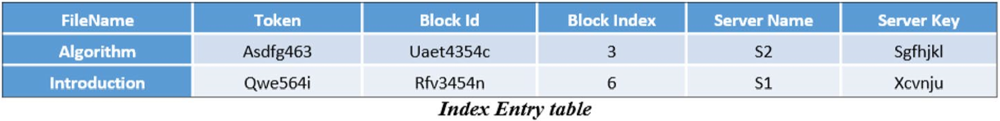 FileName Token Block Id Block Index Server Name Server Key
Algorithm Asdfg463 Uaet4354c 3 S2 Sgfhjkl
Introduction Qwe564i Rfv3454n 6 S1 Xcvnju
Index Entry table